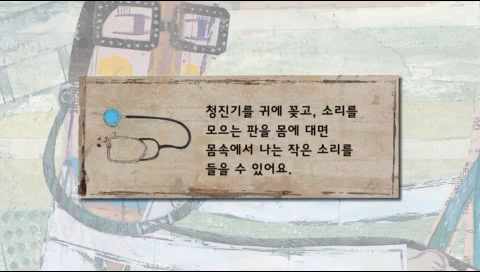 청진기를 귀에 꽂고, 소리를
모으는 판을 몸에 대면
몸속에서 나는 작은 소리를
들을 수 있어요.